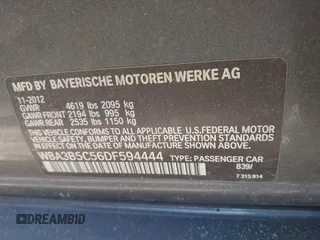 MFD BY BAYERISCHE MOTOREN WERKE AG
11-2012
GVWR 4619 lbs 2095 kg
GAWR FRONT 2194 lbs 995 kg
GAWR REAR 2535 lbs 1150 kg
THIS VEHICLE CONFORMS TO ALL APPLICABLE U.S. FEDERAL MOTOR
VEHICLE SAFETY, BUMPER, AND THEFT PREVENTION STANDARDS
IN EFFECT ON THE DATE OF MANUFACTURE SHOWN ABOVE.
WBA3B5C56DF594444 TYPE: PASSENGER CAR
839/
7 315 814
© DREAMBID